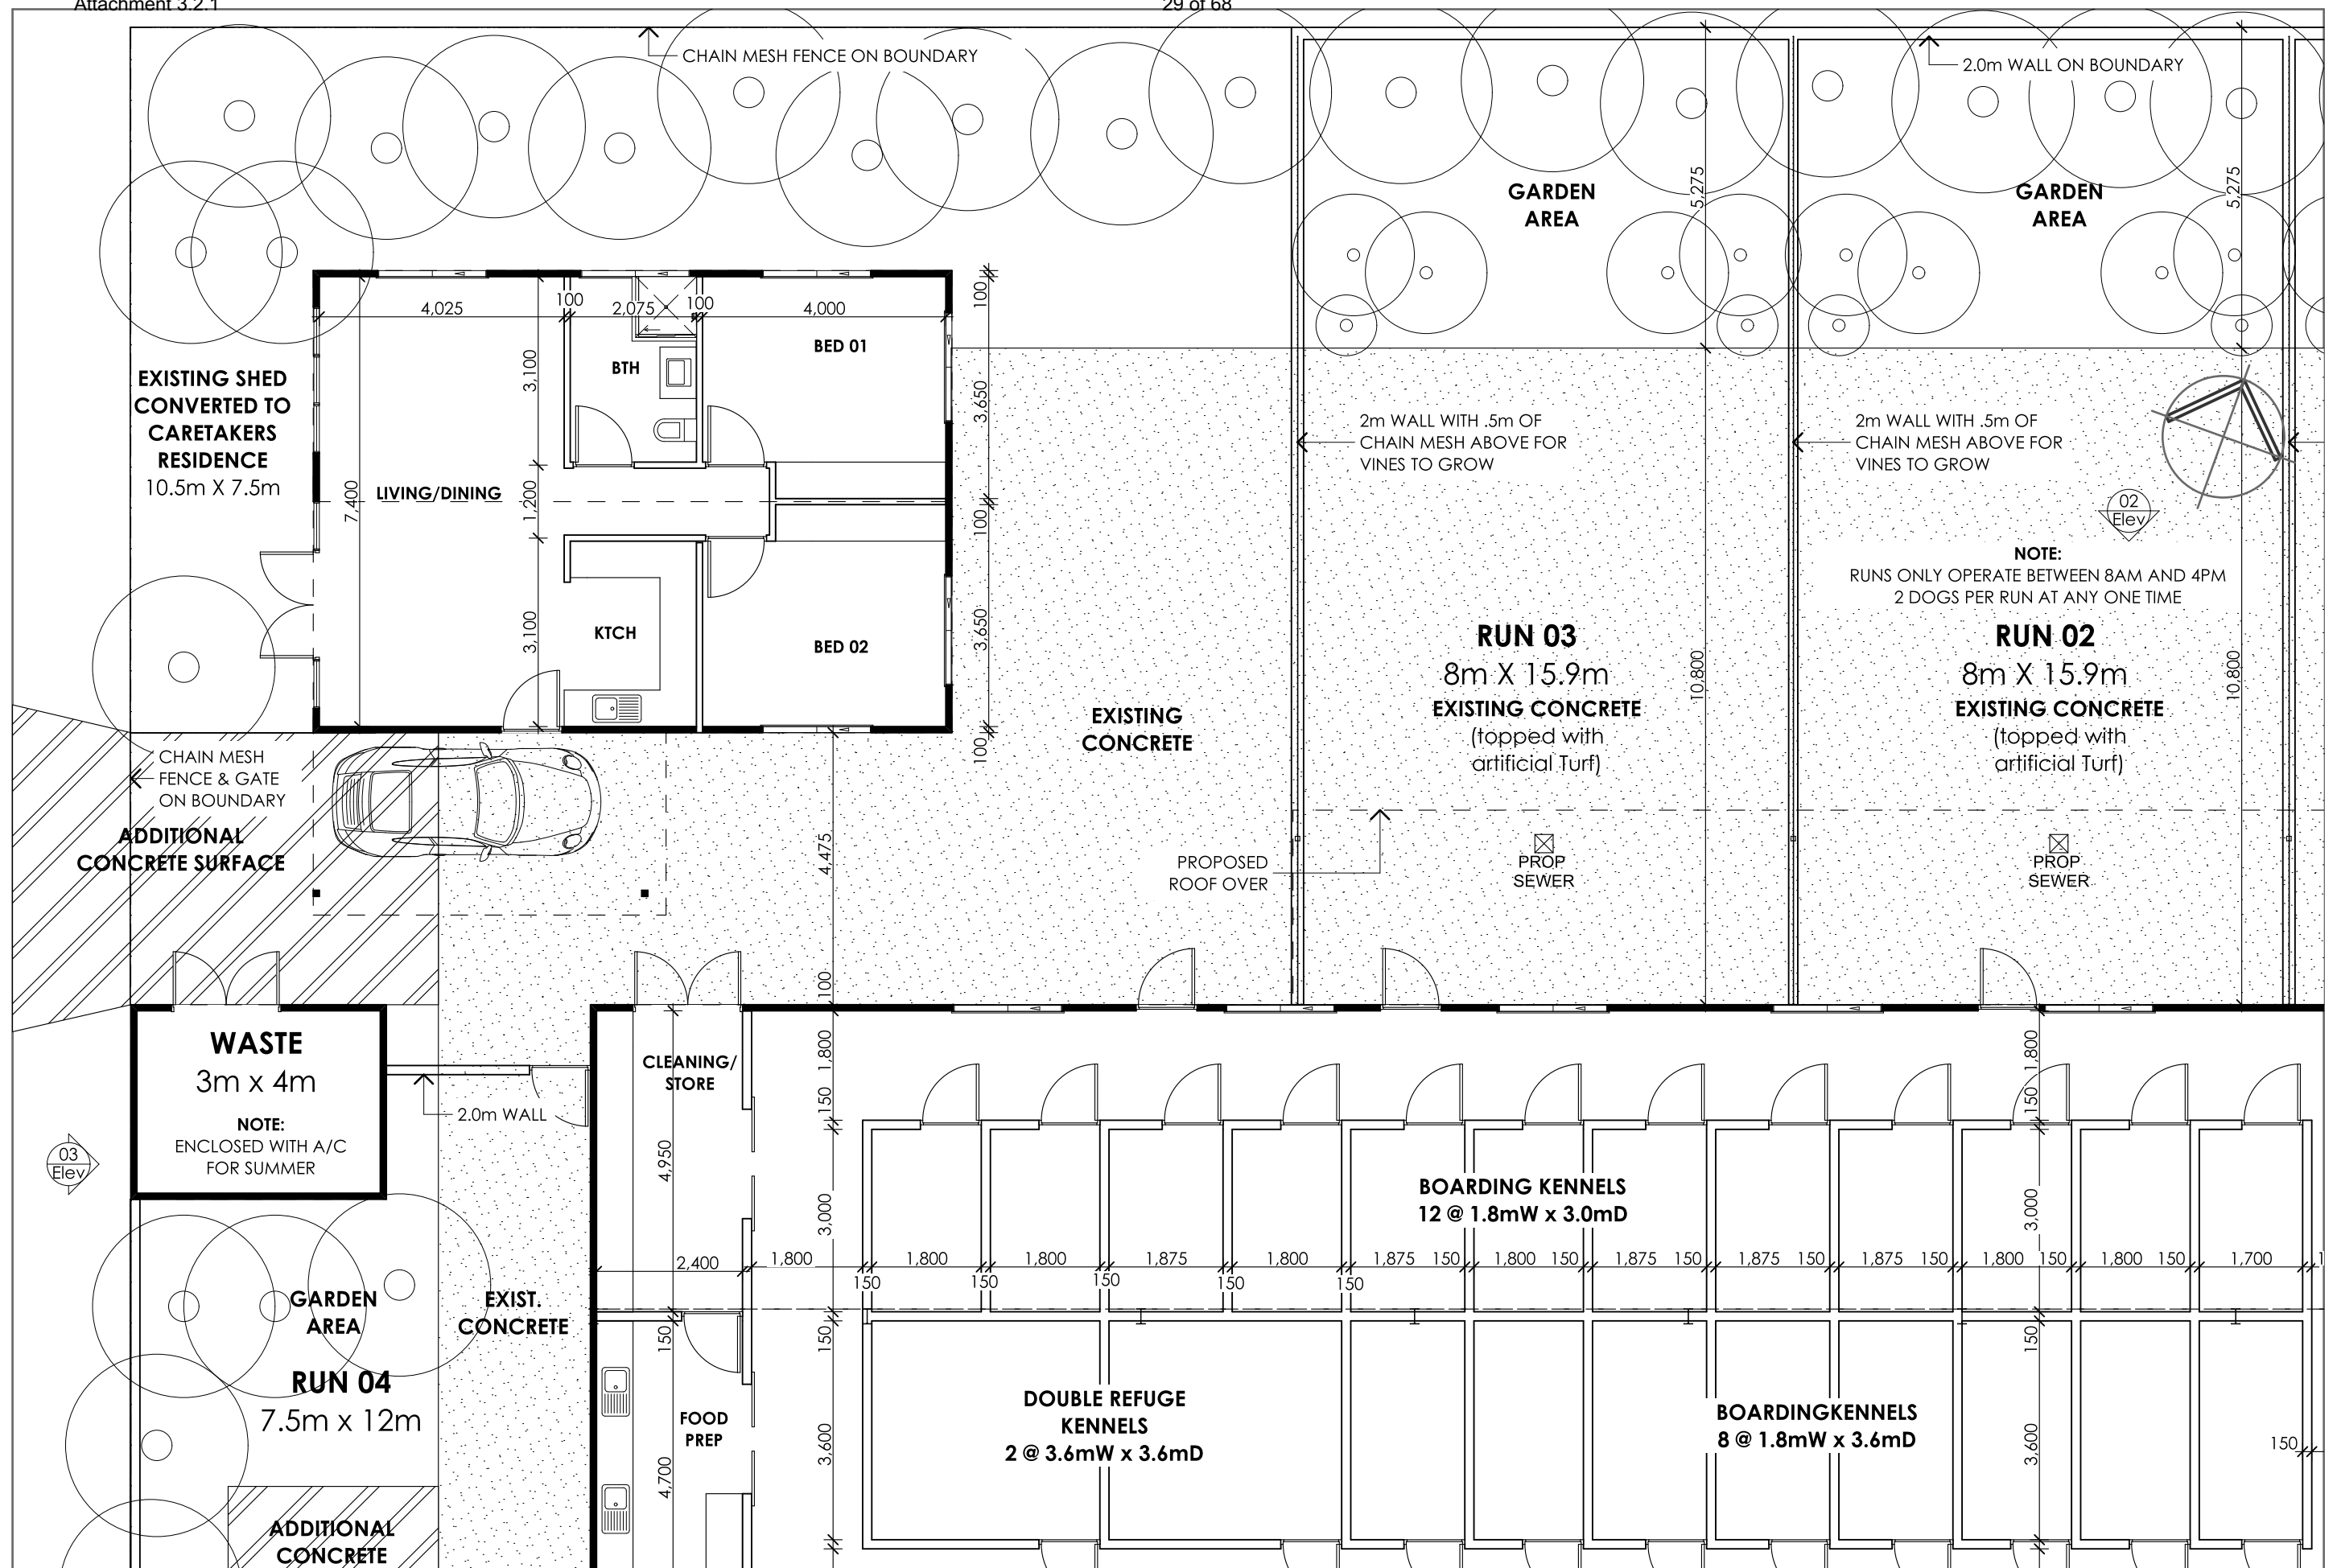 Attachment 3.2.1
29 of 68
CHAIN MESH FENCE ON BOUNDARY
2.0m WALL ON BOUNDARY
GARDEN
AREA
5,275
GARDEN
AREA
5,275
4,025
100
2,075
100
4,000
100
BED 01
BTH
3,100
3,650
EXISTING SHED
CONVERTED TO
CARETAKERS
RESIDENCE
10.5m X 7.5m
LIVING/DINING
7,400
1,200
100
2m WALL WITH .5m OF
CHAIN MESH ABOVE FOR
VINES TO GROW
2m WALL WITH .5m OF
CHAIN MESH ABOVE FOR
VINES TO GROW
02
Elev
NOTE:
RUNS ONLY OPERATE BETWEEN 8AM AND 4PM
2 DOGS PER RUN AT ANY ONE TIME
3,100
KTCH
BED 02
3,650
100
EXISTING
CONCRETE
RUN 03
8m X 15.9m
EXISTING CONCRETE
(topped with
artificial Turf)
10,800
RUN 02
8m X 15.9m
EXISTING CONCRETE
(topped with
artificial Turf)
10,800
CHAIN MESH
FENCE & GATE
ON BOUNDARY
ADDITIONAL
CONCRETE SURFACE
4,475
PROPOSED
ROOF OVER
PROP
SEWER
PROP
SEWER
100
WASTE
3m x 4m
NOTE:
ENCLOSED WITH A/C
FOR SUMMER
2.0m WALL
CLEANING/
STORE
1,800
150
1,800
150
03
Elev
4,950
3,000
BOARDING KENNELS
12 @ 1.8mW x 3.0mD
3,000
2,400
1,800
150
1,800
150
1,800
150
1,875
150
1,800
150
1,875
150
1,800
150
1,875
150
1,875
150
1,875
150
1,800
150
1,800
150
1,700
GARDEN
AREA
EXIST.
CONCRETE
150
150
150
RUN 04
7.5m x 12m
FOOD
PREP
4,700
3,600
DOUBLE REFUGE
KENNELS
2 @ 3.6mW x 3.6mD
BOARDINGKENNELS
8 @ 1.8mW x 3.6mD
3,600
150
ADDITIONAL
CONCRETE